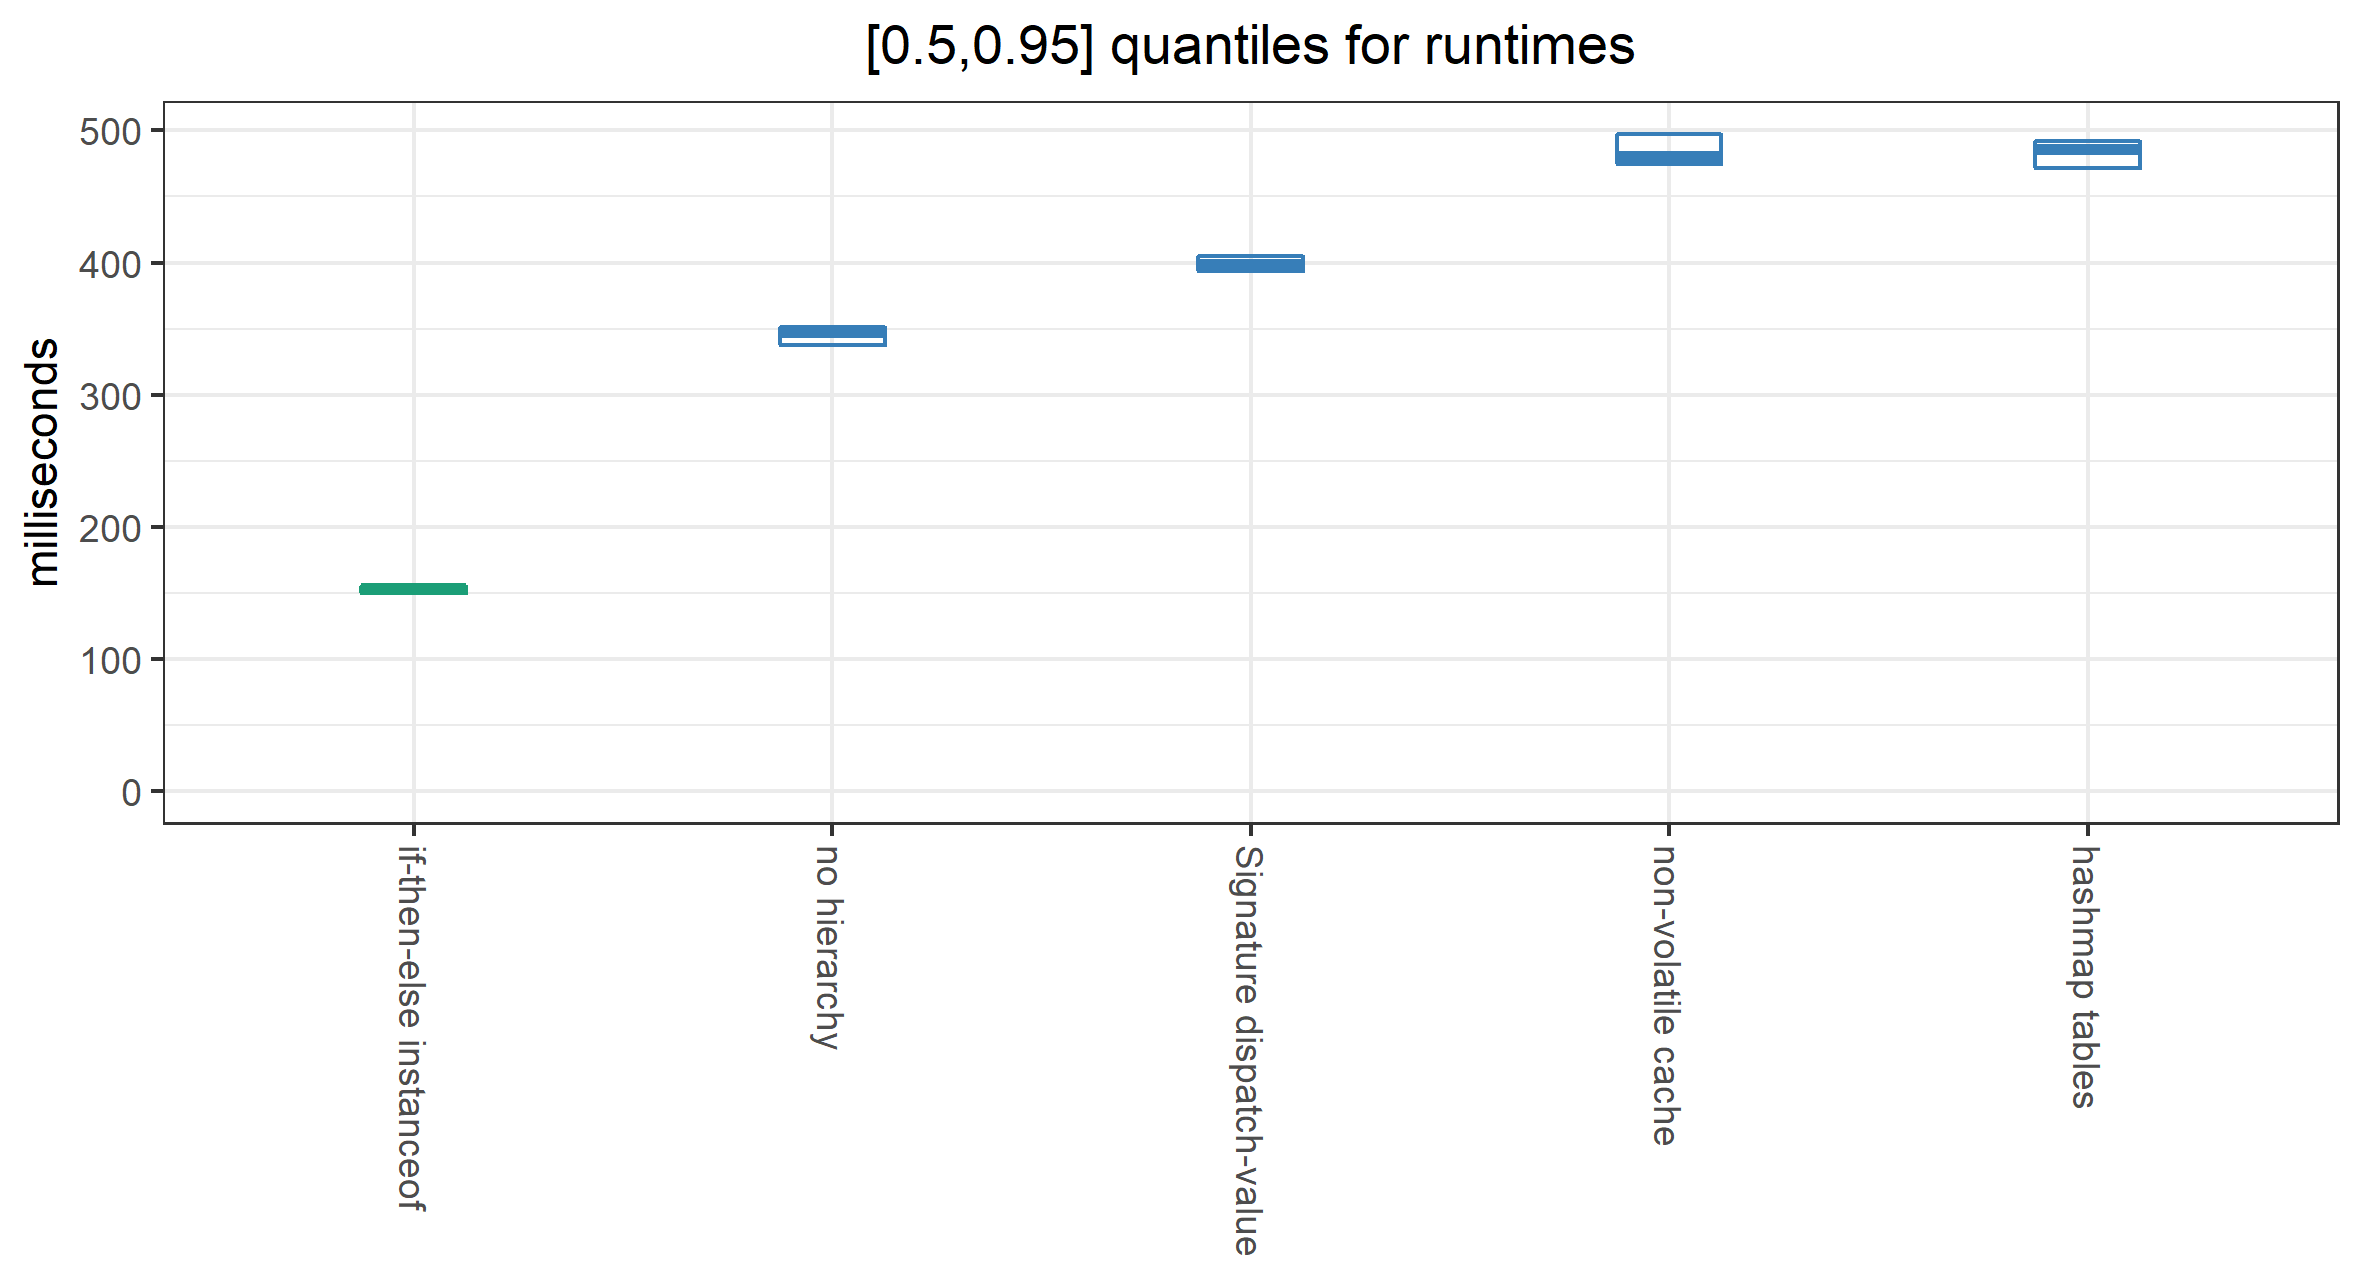 [0.5,0.95] quantiles for runtimes
milliseconds
500
400
300
200
100
0
if-then-else instanceof
no hierarchy
Signature dispatch-value
non-volatile cache
hashmap tables